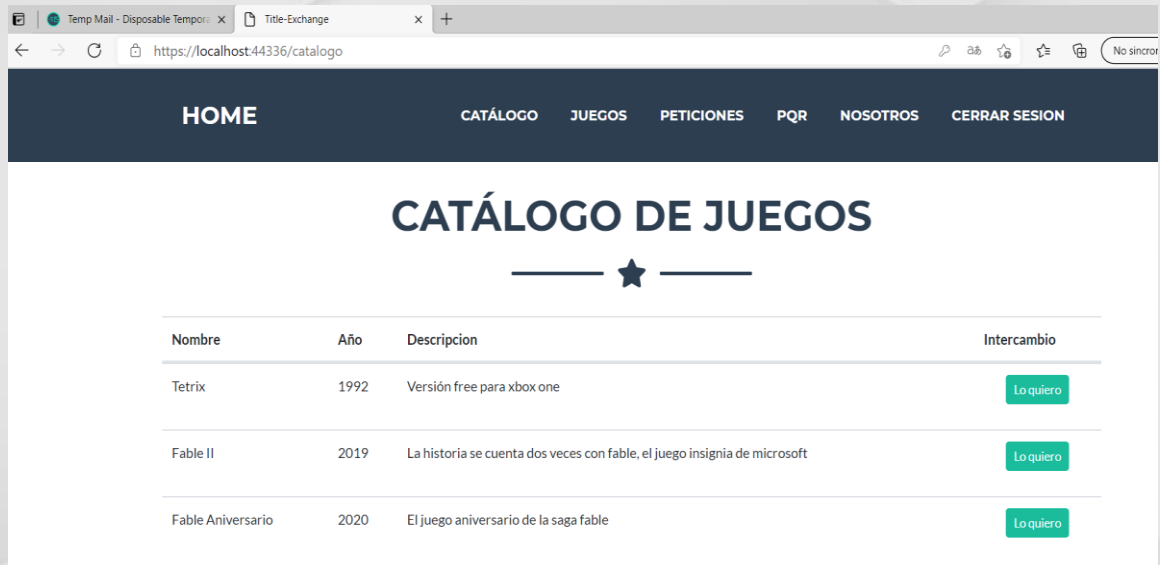 Temp Mail - Disposable Tempora
Title-Exchange
https://localhost:44336/catalogo
No sincron
HOME CATÁLOGO JUEGOS PETICIONES PQR NOSOTROS CERRAR SESION
CATÁLOGO DE JUEGOS
Nombre Año Descripcion Intercambio
Tetrix 1992 Versión free para xbox one Lo quiero
Fable II 2019 La historia se cuenta dos veces con fable, el juego insignia de microsoft Lo quiero
Fable Aniversario 2020 El juego aniversario de la saga fable Lo quiero